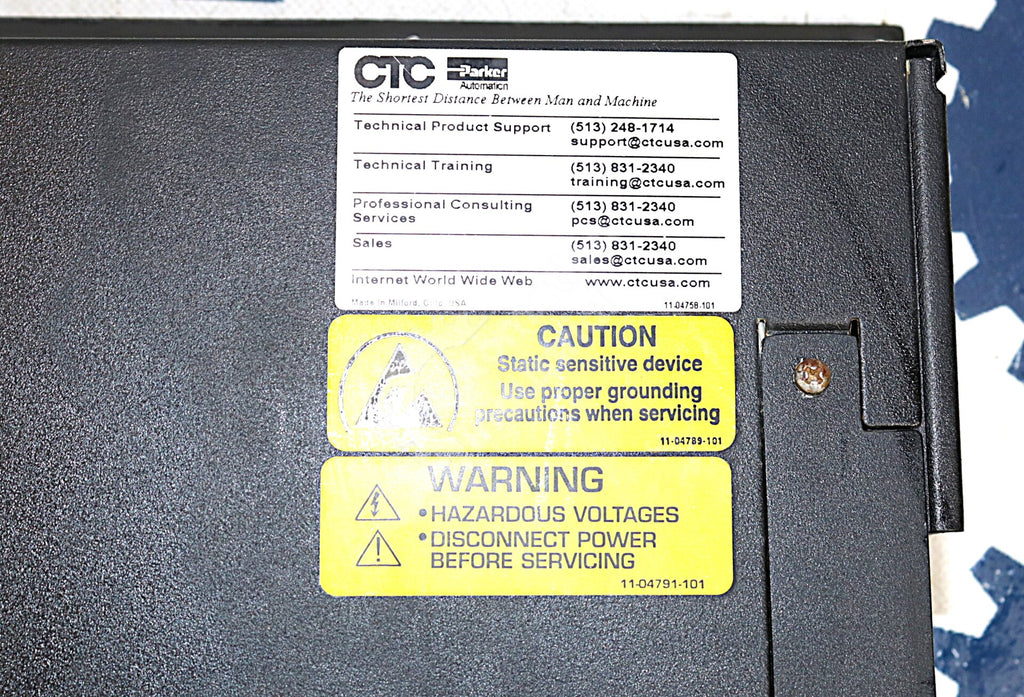 CTC Parker
Automation
The Shortest Distance Between Man and Machine
Technical Product Support (513) 248-1714
support@ctcusa.com
Technical Training (513) 831-2340
training@ctcusa.com
Professional Consulting (513) 831-2340
Services pcs@ctcusa.com
Sales (513) 831-2340
sales@ctcusa.com
Internet World Wide Web www.ctcusa.com
Made in Milford, USA 11-04758-101
CAUTION
Static sensitive device
Use proper grounding
precautions when servicing
11-04789-101
WARNING
•HAZARDOUS VOLTAGES
•DISCONNECT POWER
BEFORE SERVICING
11-04791-101